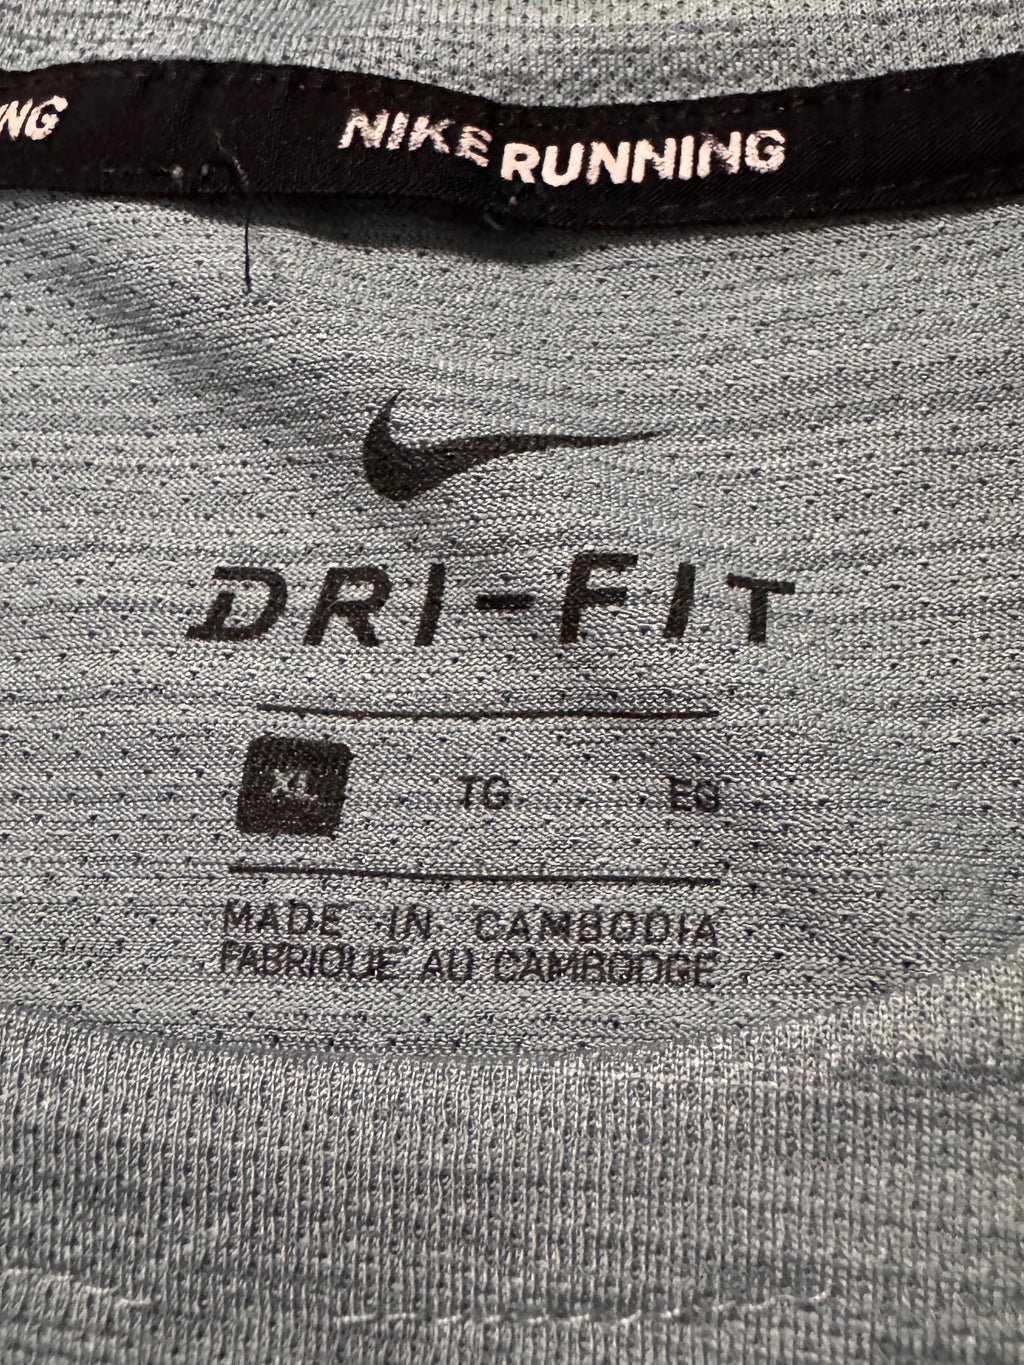 NG NIKE RUNNING
DRI-FIT
XL TG EG
MADE IN CAMBODIA
FABRIQUE AU CAMBODGE